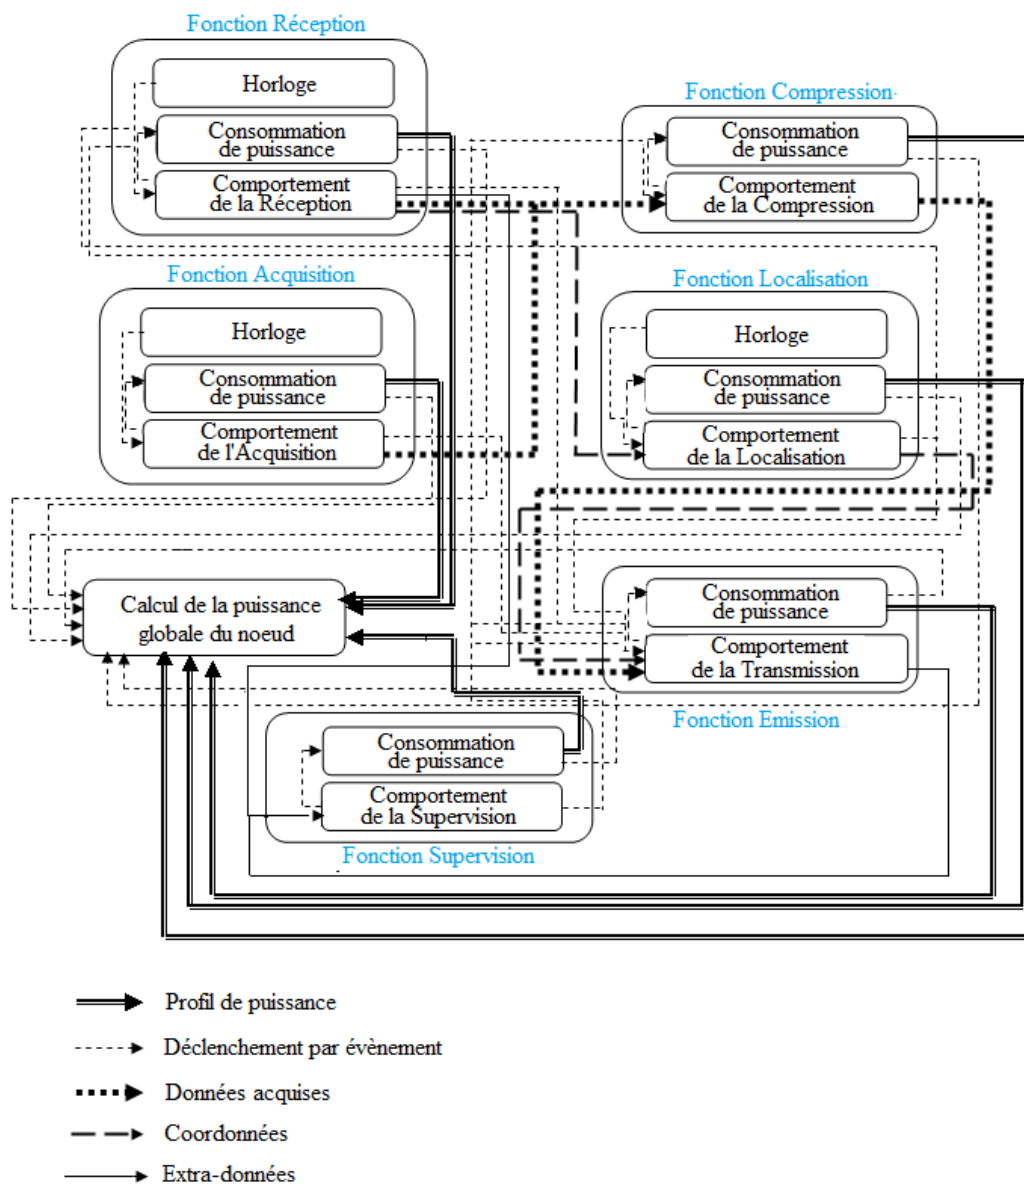 Fonction Réception
Horloge
Consommation
de puissance
Comportement
de la Réception
Fonction Compression
Consommation
de puissance
Comportement
de la Compression
Fonction Acquisition
Horloge
Consommation
de puissance
Comportement
de l'Acquisition
Fonction Localisation
Horloge
Consommation
de puissance
Comportement
de la Localisation
Calcul de la puissance
globale du noeud
Consommation
de puissance
Comportement
de la Transmission
Fonction Emission
Consommation
de puissance
Comportement
de la Supervision
Fonction Supervision
Profil de puissance
Déclenchement par évènement
Données acquises
Coordonnées
Extra-données